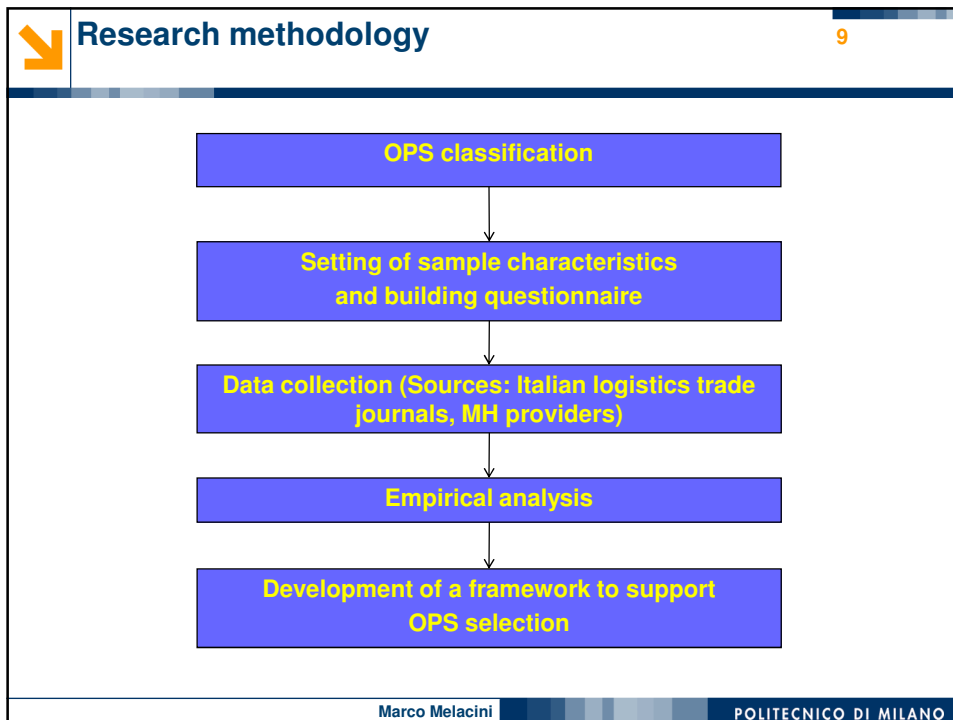 Research methodology
9
OPS classification
Setting of sample characteristics
and building questionnaire
Data collection (Sources: Italian logistics trade
journals, MH providers)
Empirical analysis
Development of a framework to support
OPS selection
Marco Melacini
POLITECNICO DI MILANO